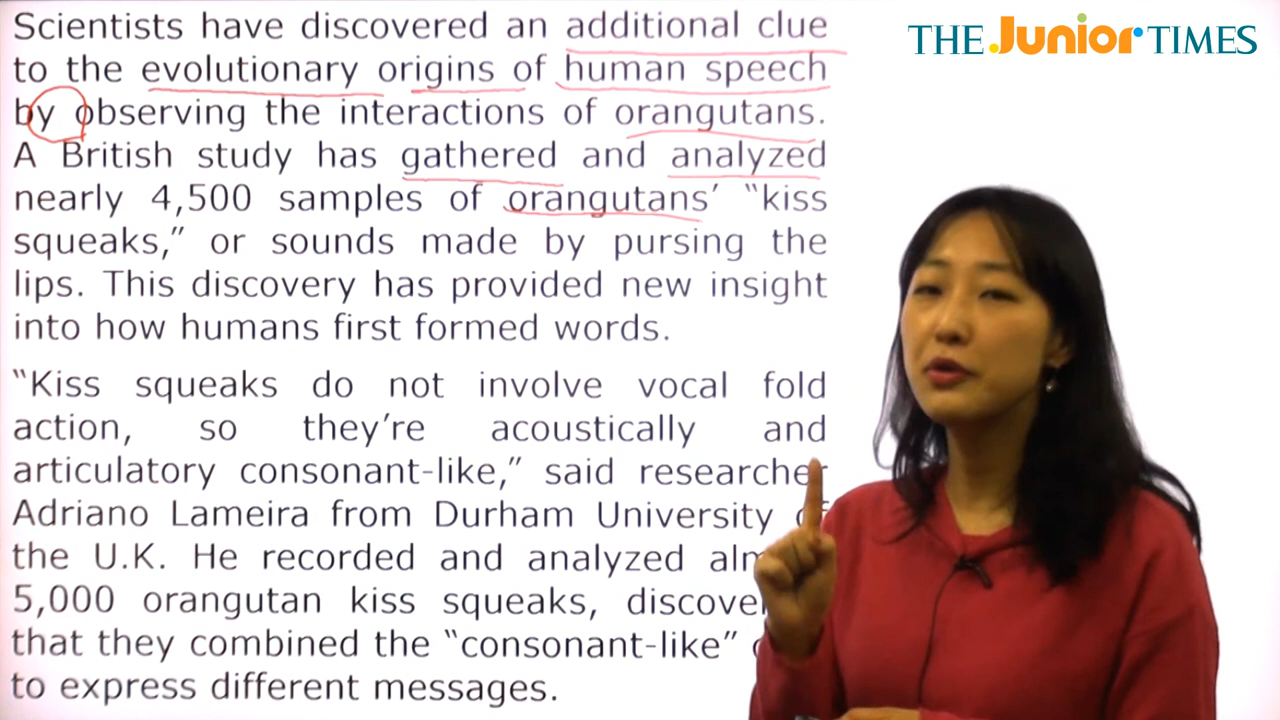 Scientists have discovered an additional clue
to the evolutionary origins of human speech
by observing the interactions of orangutans.
A British study has gathered and analyzed
nearly 4,500 samples of orangutans’ “kiss
squeaks,” or sounds made by pursing the
lips. This discovery has provided new insight
into how humans first formed words.
“Kiss squeaks do not involve vocal fold
action, so they’re acoustically and
articulatory consonant-like,” said researcher
Adriano Lameira from Durham University of
the U.K. He recorded and analyzed
5,000 orangutan kiss squeaks,
that they combined the “consonant-like”
to express different messages.
THE Junior TIMES